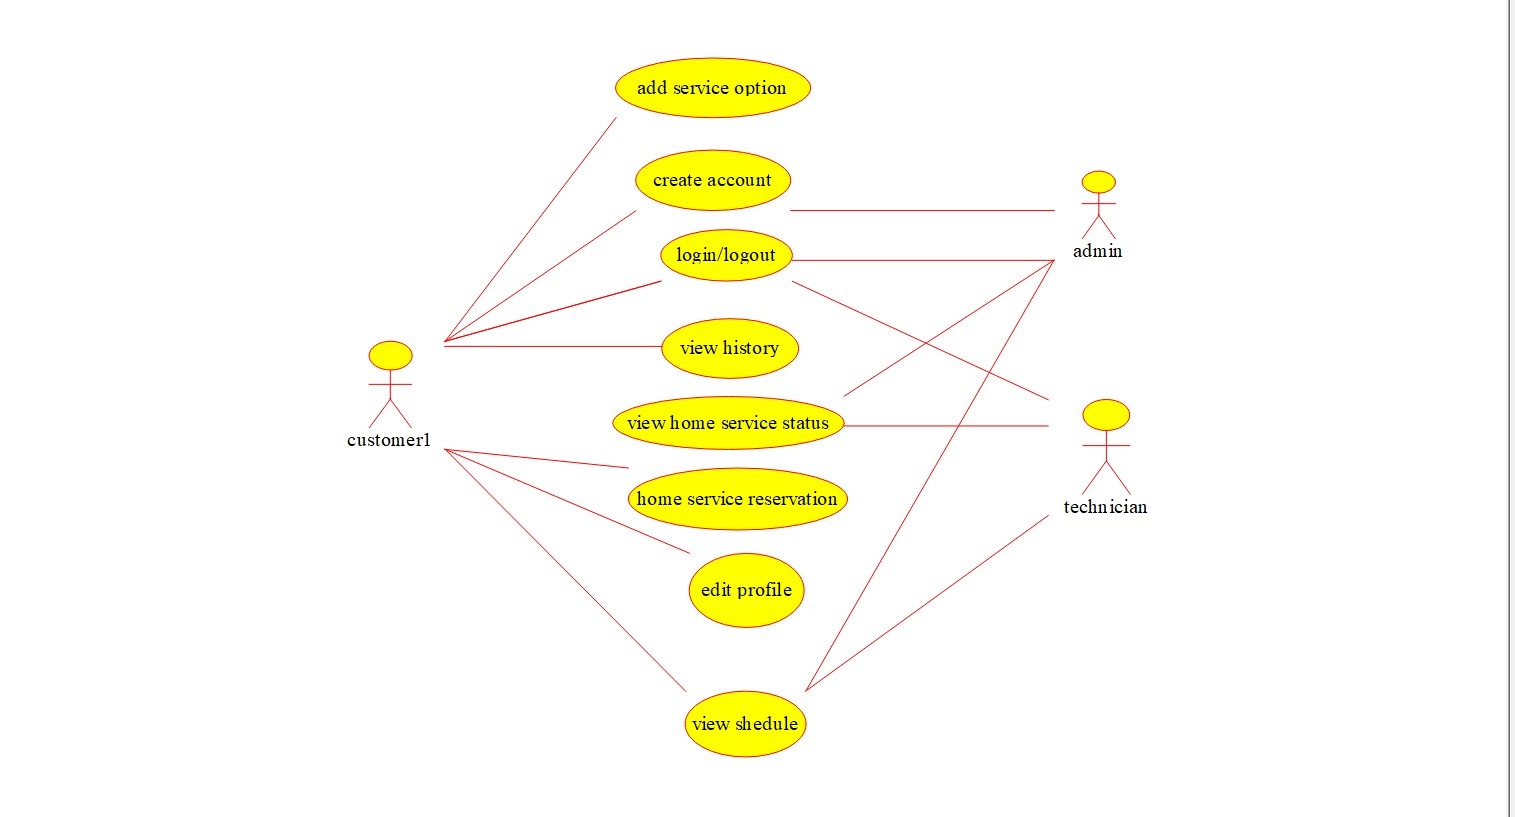 add service option
create account
login/logout
admin
view history
view home service status
customer1
home service reservation
technician
edit profile
view shedule